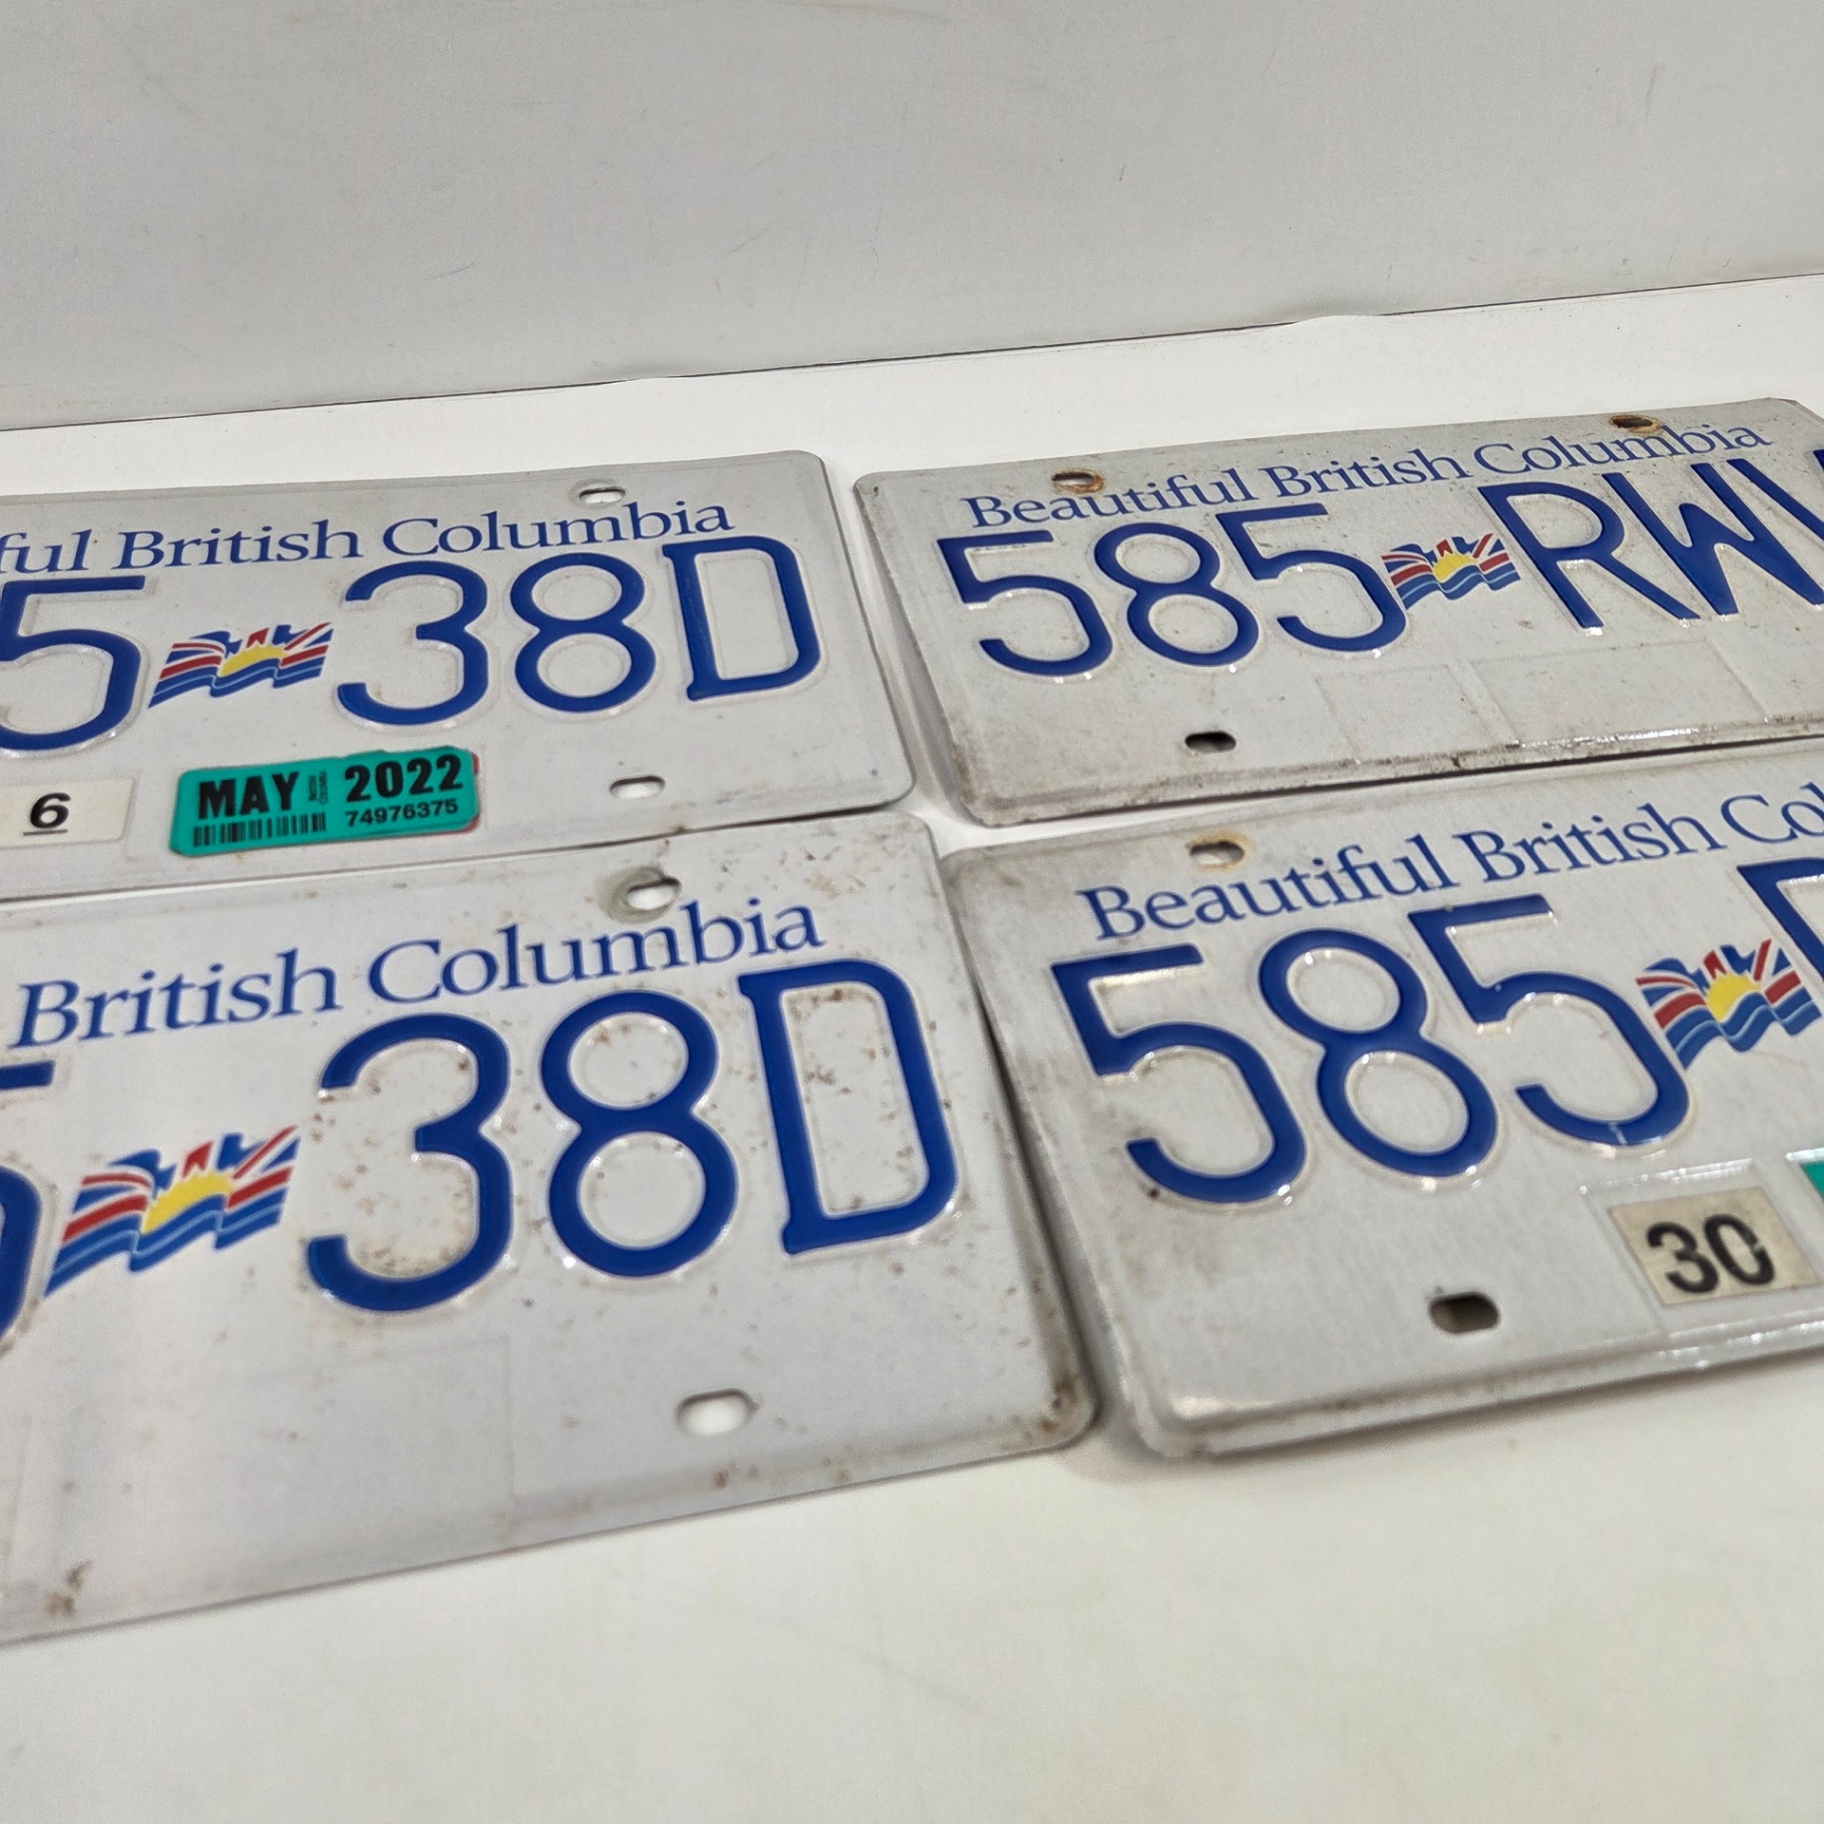 ful British Columbia
5 38D
6
MAY 2022
74976375
Beautiful British Columbia
585 RW
British Columbia
38D
Beautiful British Col
585
30